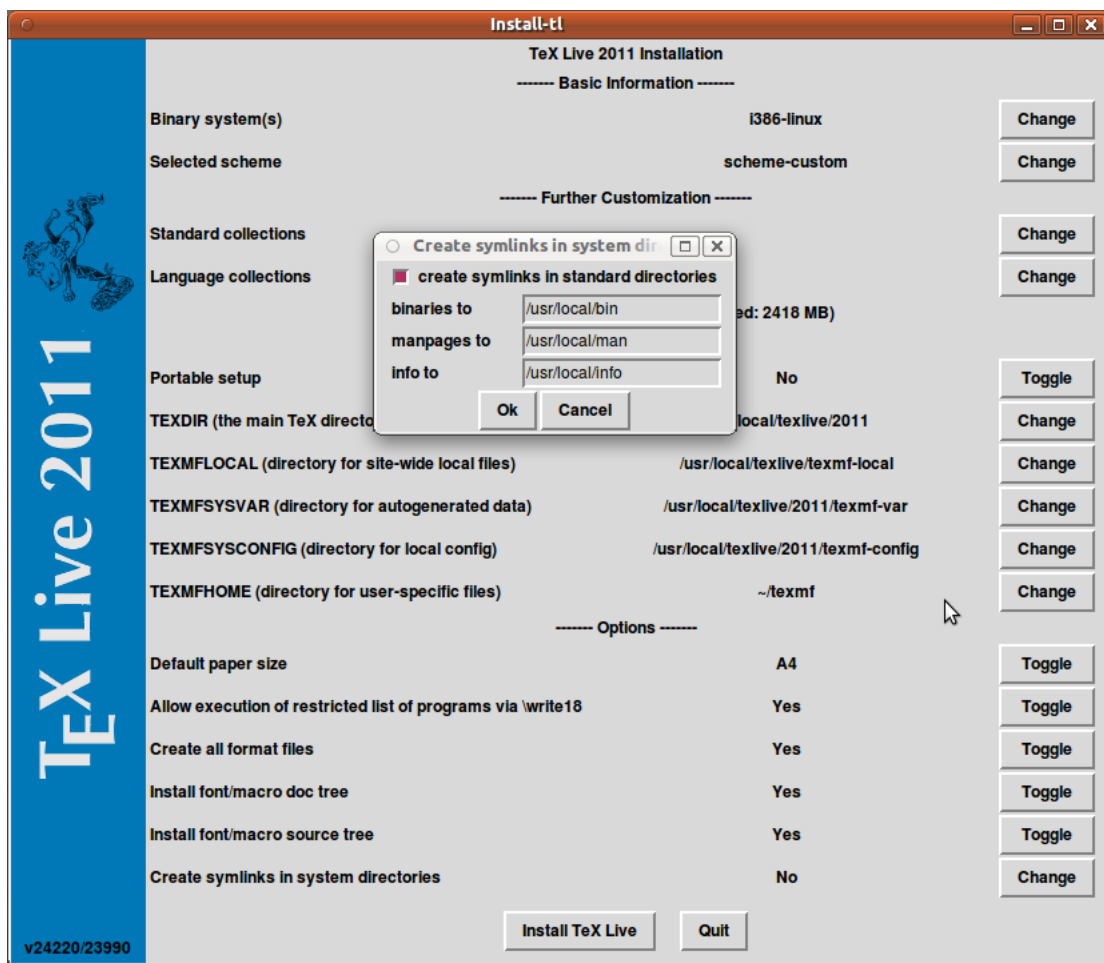 Install-tl
TeX Live 2011 Installation
------- Basic Information -------
Binary system(s) i386-linux Change
Selected scheme scheme-custom Change
------- Further Customization -------
Standard collections Change
Language collections Change
2418 MB)
Create symlinks in system
create symlinks in standard directories
binaries to /usr/local/bin
manpages to /usr/local/man
info to /usr/local/info
Ok Cancel
Portable setup No Toggle
TEXDIR (the main TeX Change
TEXMFLOCAL (directory for site-wide local files) /usr/local/texlive/texmf-local Change
TEXMFSYSVAR (directory for autogenerated data) /usr/local/texlive/2011/texmf-var Change
TEXMFSYSCONFIG (directory for local config) /usr/local/texlive/2011/texmf-config Change
TEXMFHOME (directory for user-specific files) ~/texmf Change
------- Options -------
Default paper size A4 Toggle
Allow execution of restricted list of programs via \write18 Yes Toggle
Create all format files Yes Toggle
Install font/macro doc tree Yes Toggle
Install font/macro source tree Yes Toggle
Create symlinks in system directories No Change
Install TeX Live Quit
TEX Live 2011
v24220/23990